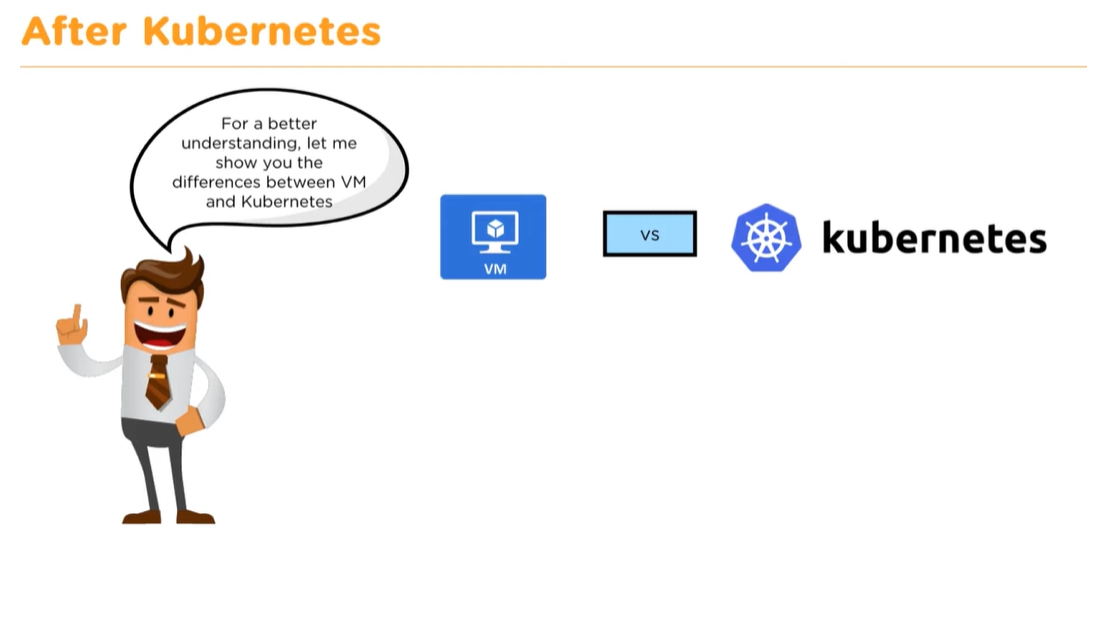 After Kubernetes
For a better
understanding, let me
show you the
differences between VM
and Kubernetes
VM
vs
kubernetes